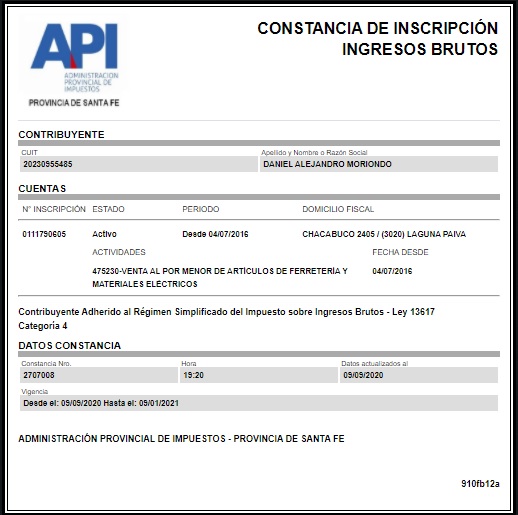 CONSTANCIA DE INSCRIPCIÓN
INGRESOS BRUTOS
API
ADMINISTRACION
PROVINCIAL DE
IMPUESTOS
PROVINCIA DE SANTA FE
CONTRIBUYENTE
CUIT Apellido y Nombre o Razón Social
20230955485 DANIEL ALEJANDRO MORIONDO
CUENTAS
N° INSCRIPCIÓN ESTADO PERIODO DOMICILIO FISCAL
0111790605 Activo Desde 04/07/2016 CHACABUCO 2405 / (3020) LAGUNA PAIVA
ACTIVIDADES FECHA DESDE
475230-VENTA AL POR MENOR DE ARTÍCULOS DE FERRETERÍA Y 04/07/2016
MATERIALES ELÉCTRICOS
Contribuyente Adherido al Régimen Simplificado del Impuesto sobre Ingresos Brutos - Ley 13617
Categoría 4
DATOS CONSTANCIA
Constancia Nro. Hora Datos actualizados al
2707008 19:20 09/09/2020
Vigencia
Desde el: 09/09/2020 Hasta el: 09/01/2021
ADMINISTRACIÓN PROVINCIAL DE IMPUESTOS - PROVINCIA DE SANTA FE
910fb12a